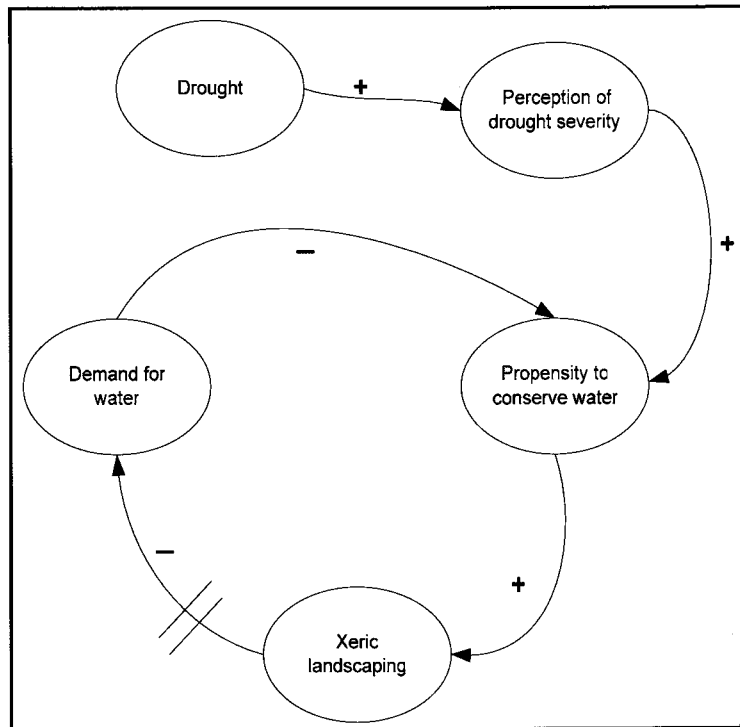 Drought
+
Perception of
drought severity
+
−
Demand for
water
Propensity to
conserve water
−
+
Xeric
landscaping